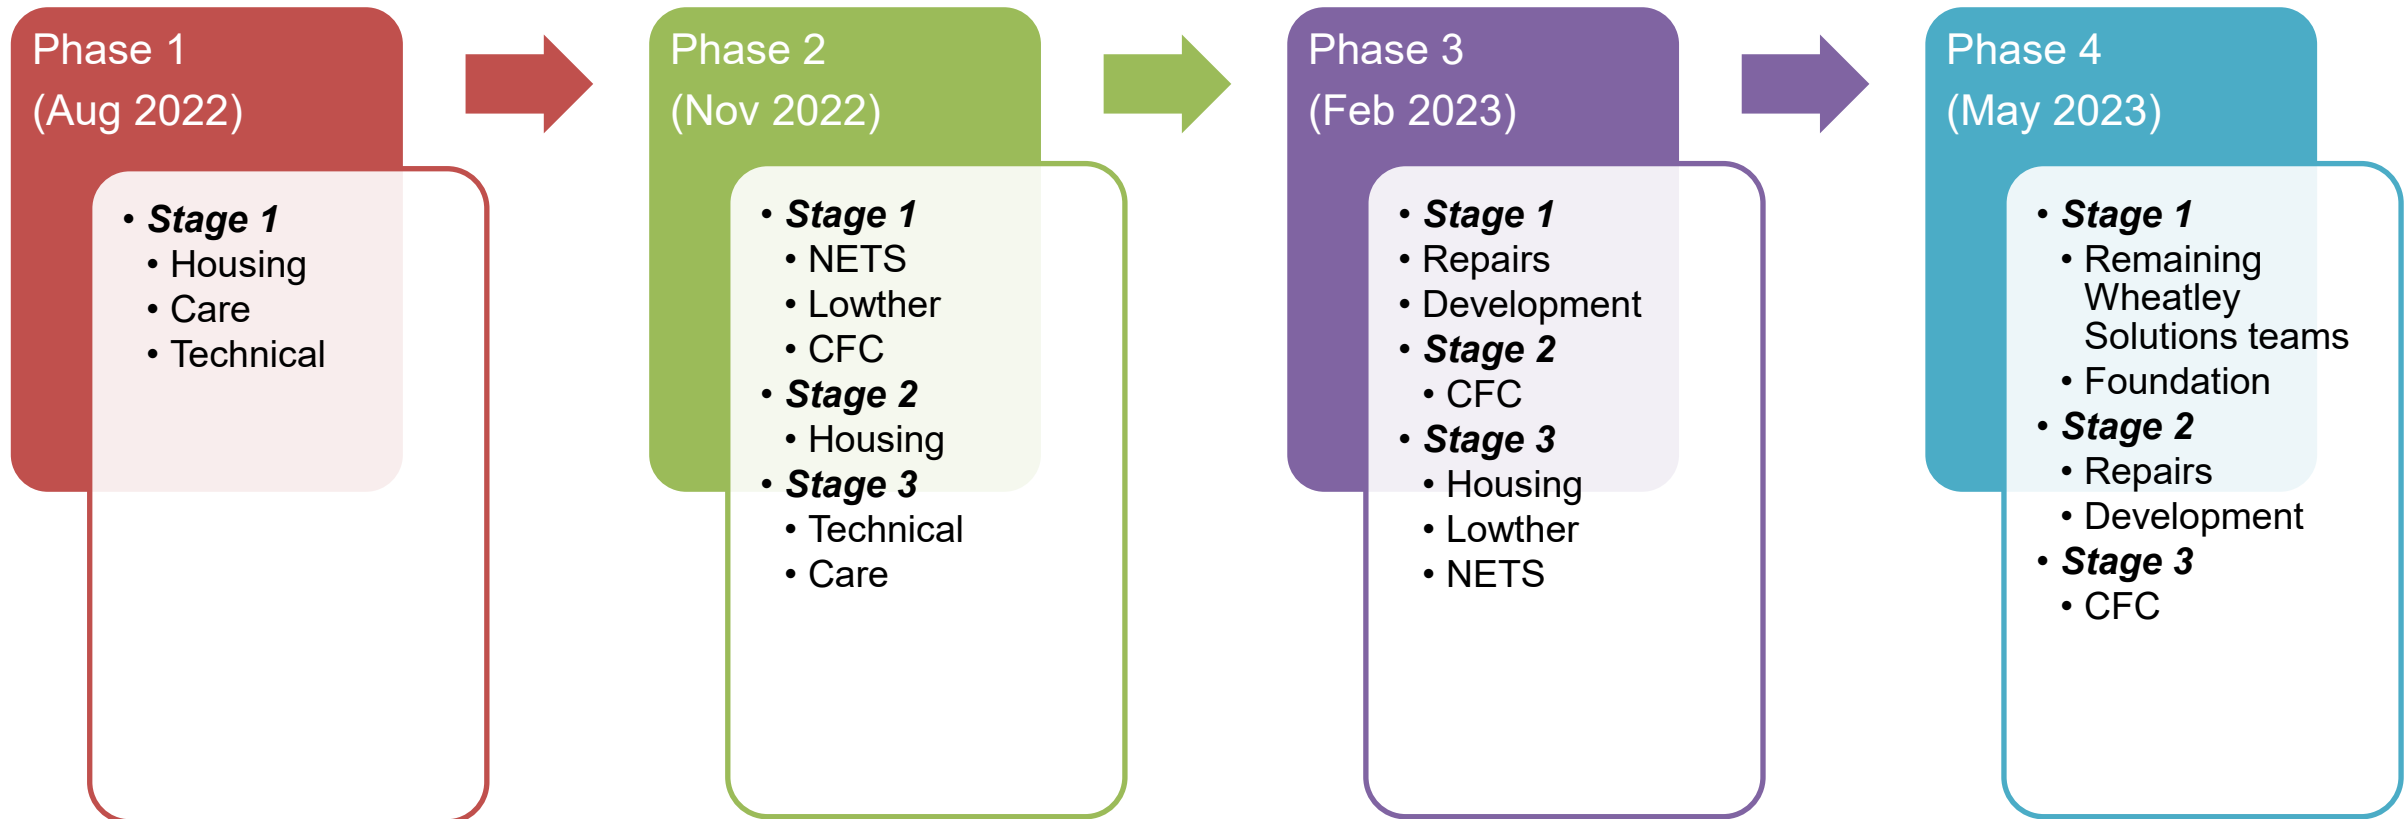 Phase 1
(Aug 2022)
• Stage 1
• Housing
• Care
• Technical
Phase 2
(Nov 2022)
• Stage 1
• NETS
• Lowther
• CFC
• Stage 2
• Housing
• Stage 3
• Technical
• Care
Phase 3
(Feb 2023)
• Stage 1
• Repairs
• Development
• Stage 2
• CFC
• Stage 3
• Housing
• Lowther
• NETS
Phase 4
(May 2023)
• Stage 1
• Remaining
Wheatley
Solutions teams
• Foundation
• Stage 2
• Repairs
• Development
• Stage 3
• CFC